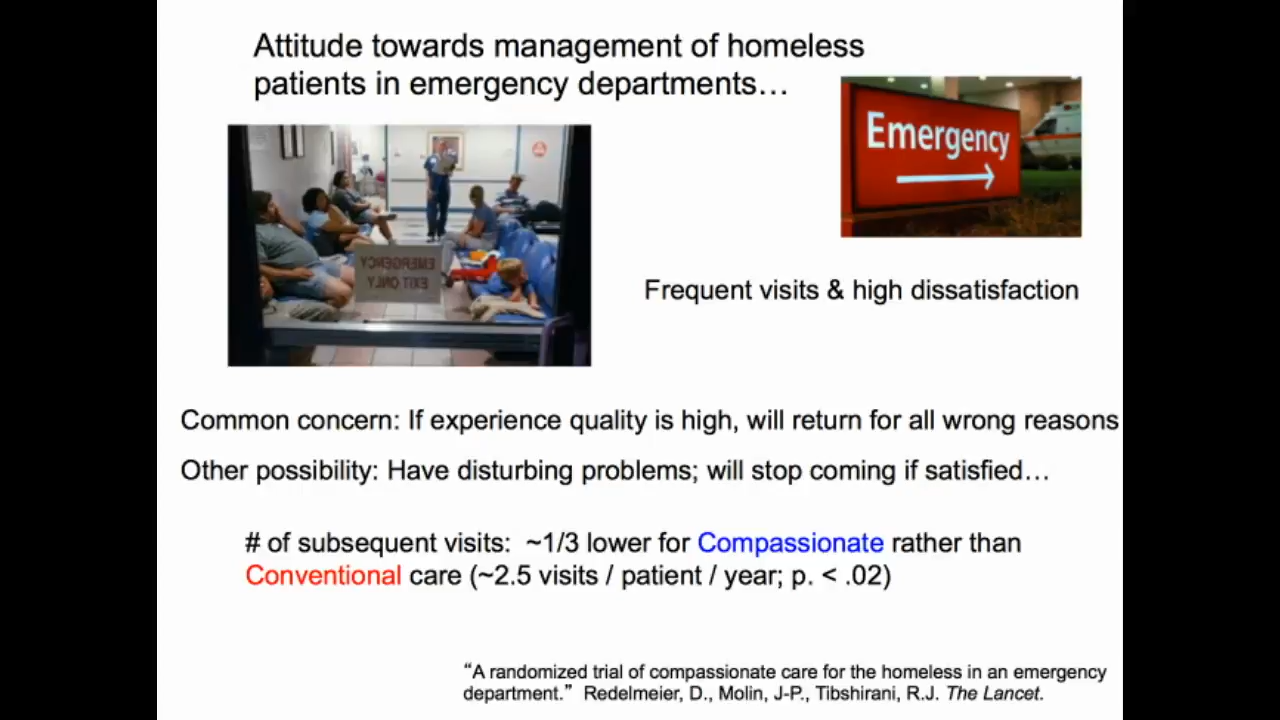 Attitude towards management of homeless
patients in emergency departments…
Emergency
EMERGENCY
EXIT ONLY
Frequent visits & high dissatisfaction
Common concern: If experience quality is high, will return for all wrong reasons
Other possibility: Have disturbing problems; will stop coming if satisfied…
# of subsequent visits: ~1/3 lower for Compassionate rather than
Conventional care (~2.5 visits / patient / year; p. < .02)
“A randomized trial of compassionate care for the homeless in an emergency
department.” Redelmeier, D., Molin, J-P., Tibshirani, R.J. The Lancet.